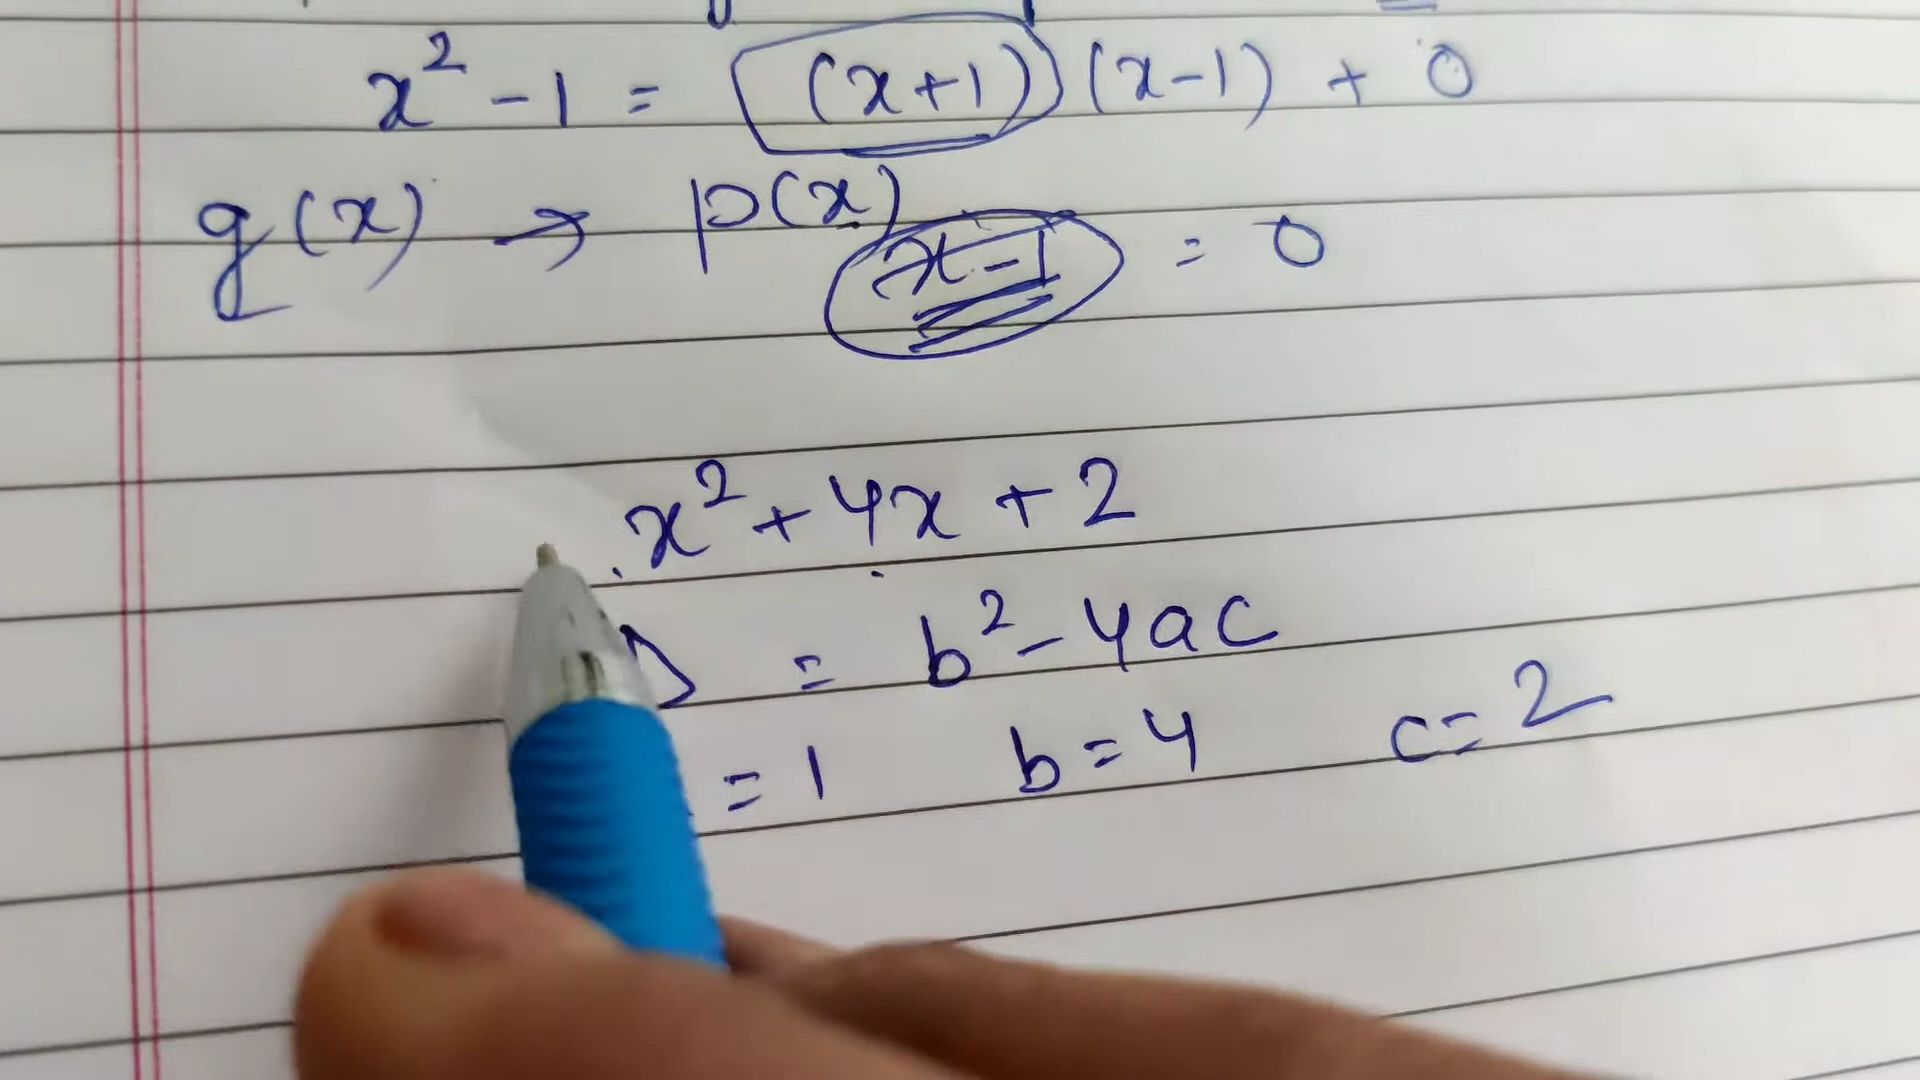 x² - 1 = (x+1) (x-1) + 0
g(x) → p(x)
x-1 = 0
x² + 4x + 2
D = b² - 4ac
= 1 b = 4 c = 2